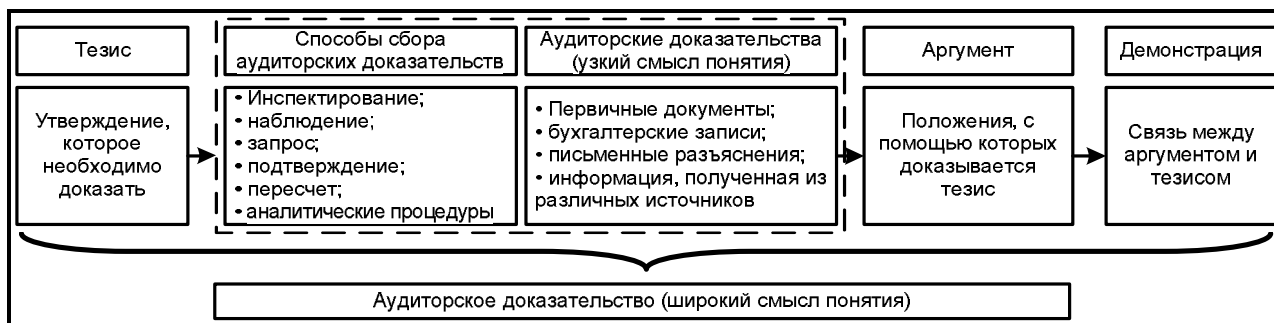 Тезис
Способы сбора
аудиторских доказательств
Аудиторские доказательства
(узкий смысл понятия)
Аргумент
Демонстрация
Утверждение,
которое
необходимо
доказать
• Инспектирование;
• наблюдение;
• запрос;
• подтверждение;
• пересчет;
• аналитические процедуры
• Первичные документы;
• бухгалтерские записи;
• письменные разъяснения;
• информация, полученная из
различных источников
Положения, с
помощью которых
доказывается
тезис
Связь между
аргументом и
тезисом
Аудиторское доказательство (широкий смысл понятия)